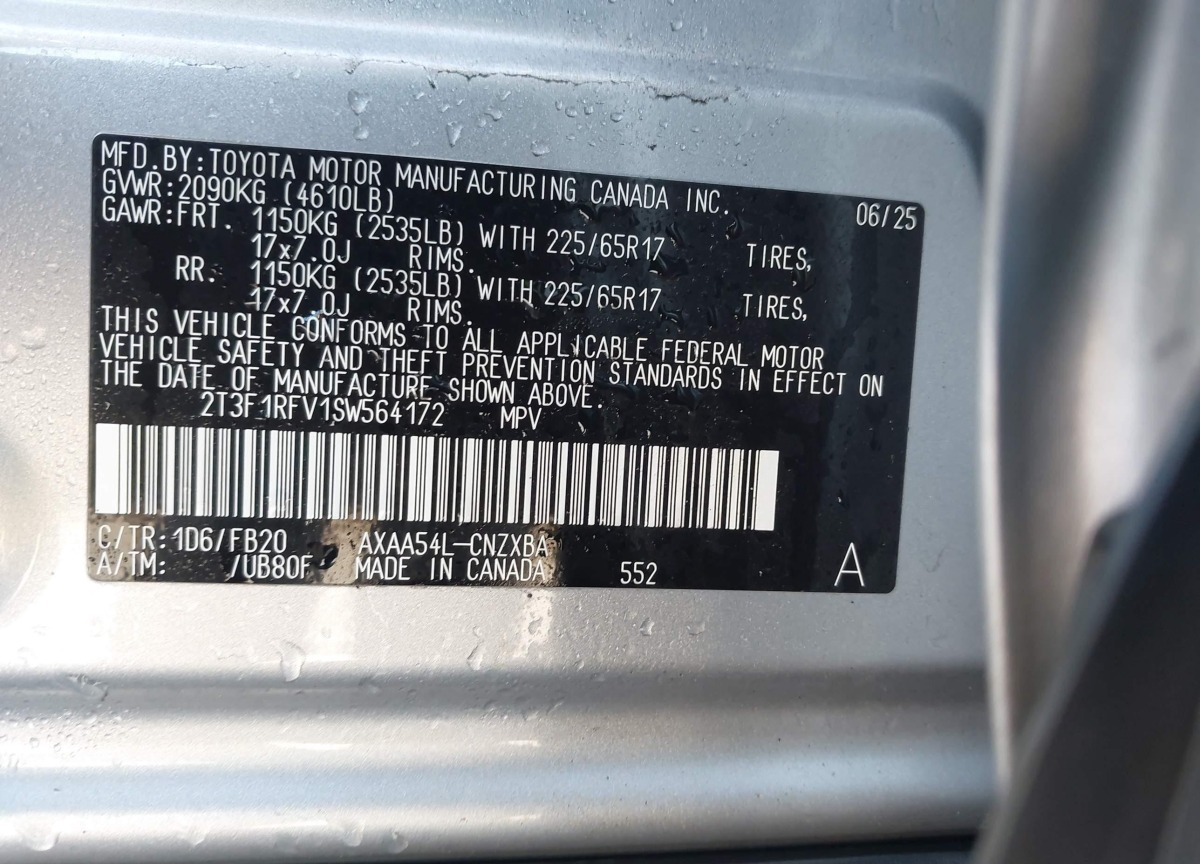 MFD.BY:TOYOTA MOTOR MANUFACTURING CANADA INC. 06/25
GVWR:2090KG (4610LB)
GAWR:FRT. 1150KG (2535LB) WITH 225/65R17 TIRES,
17x7.0J RIMS.
RR. 1150KG (2535LB) WITH 225/65R17 TIRES,
17x7.0J RIMS.
THIS VEHICLE CONFORMS TO ALL APPLICABLE FEDERAL MOTOR
VEHICLE SAFETY AND THEFT PREVENTION STANDARDS IN EFFECT ON
THE DATE OF MANUFACTURE SHOWN ABOVE.
2T3F1RFV1SW564172 MPV
C/TR:1D6/FB20 AXAA54L-CNZXBA
A/TM: /UB80F MADE IN CANADA 552 A